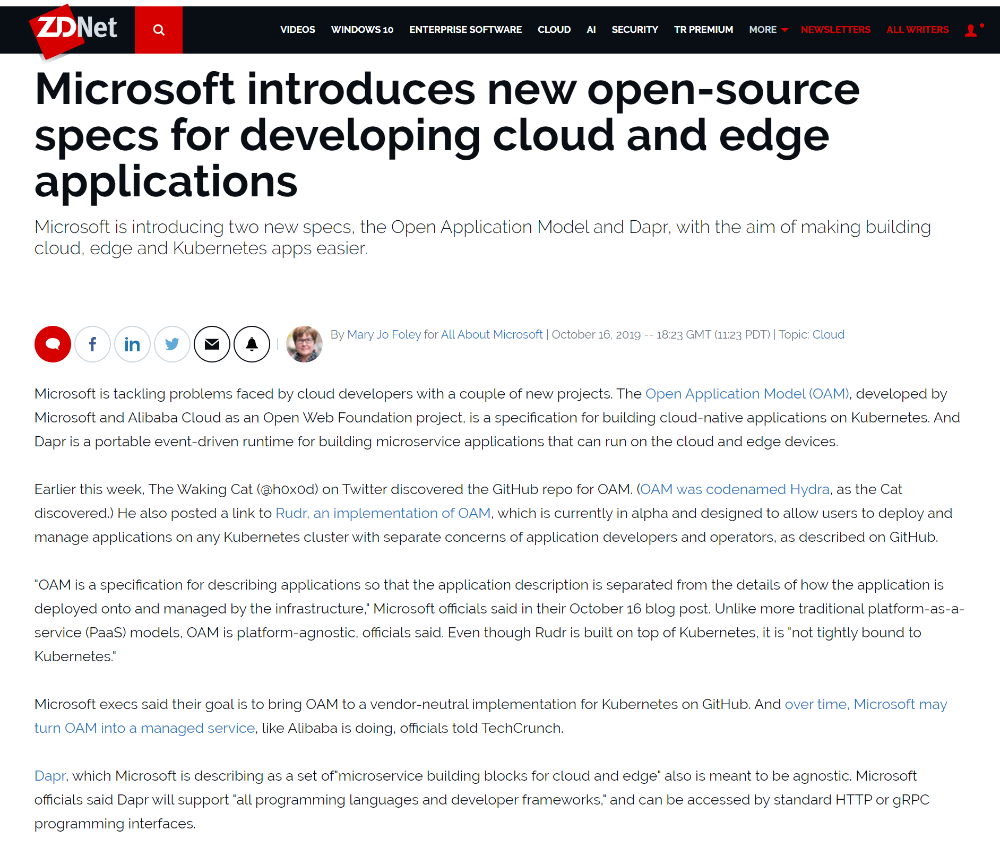 ZDNet
VIDEOS WINDOWS 10 ENTERPRISE SOFTWARE CLOUD AI SECURITY TR PREMIUM MORE NEWSLETTERS ALL WRITERS
Microsoft introduces new open-source
specs for developing cloud and edge
applications
Microsoft is introducing two new specs, the Open Application Model and Dapr, with the aim of making building
cloud, edge and Kubernetes apps easier.
f in By Mary Jo Foley for All About Microsoft | October 16, 2019 -- 18:23 GMT (11:23 PDT) | Topic: Cloud
Microsoft is tackling problems faced by cloud developers with a couple of new projects. The Open Application Model (OAM), developed by
Microsoft and Alibaba Cloud as an Open Web Foundation project, is a specification for building cloud-native applications on Kubernetes. And
Dapr is a portable event-driven runtime for building microservice applications that can run on the cloud and edge devices.
Earlier this week, The Waking Cat (@h0x0d) on Twitter discovered the GitHub repo for OAM. (OAM was codenamed Hydra, as the Cat
discovered.) He also posted a link to Rudr, an implementation of OAM, which is currently in alpha and designed to allow users to deploy and
manage applications on any Kubernetes cluster with separate concerns of application developers and operators, as described on GitHub.
"OAM is a specification for describing applications so that the application description is separated from the details of how the application is
deployed onto and managed by the infrastructure," Microsoft officials said in their October 16 blog post. Unlike more traditional platform-as-a-
service (PaaS) models, OAM is platform-agnostic, officials said. Even though Rudr is built on top of Kubernetes, it is "not tightly bound to
Kubernetes."
Microsoft execs said their goal is to bring OAM to a vendor-neutral implementation for Kubernetes on GitHub. And over time, Microsoft may
turn OAM into a managed service, like Alibaba is doing, officials told TechCrunch.
Dapr, which Microsoft is describing as a set of"microservice building blocks for cloud and edge" also is meant to be agnostic. Microsoft
officials said Dapr will support "all programming languages and developer frameworks," and can be accessed by standard HTTP or gRPC
programming interfaces.